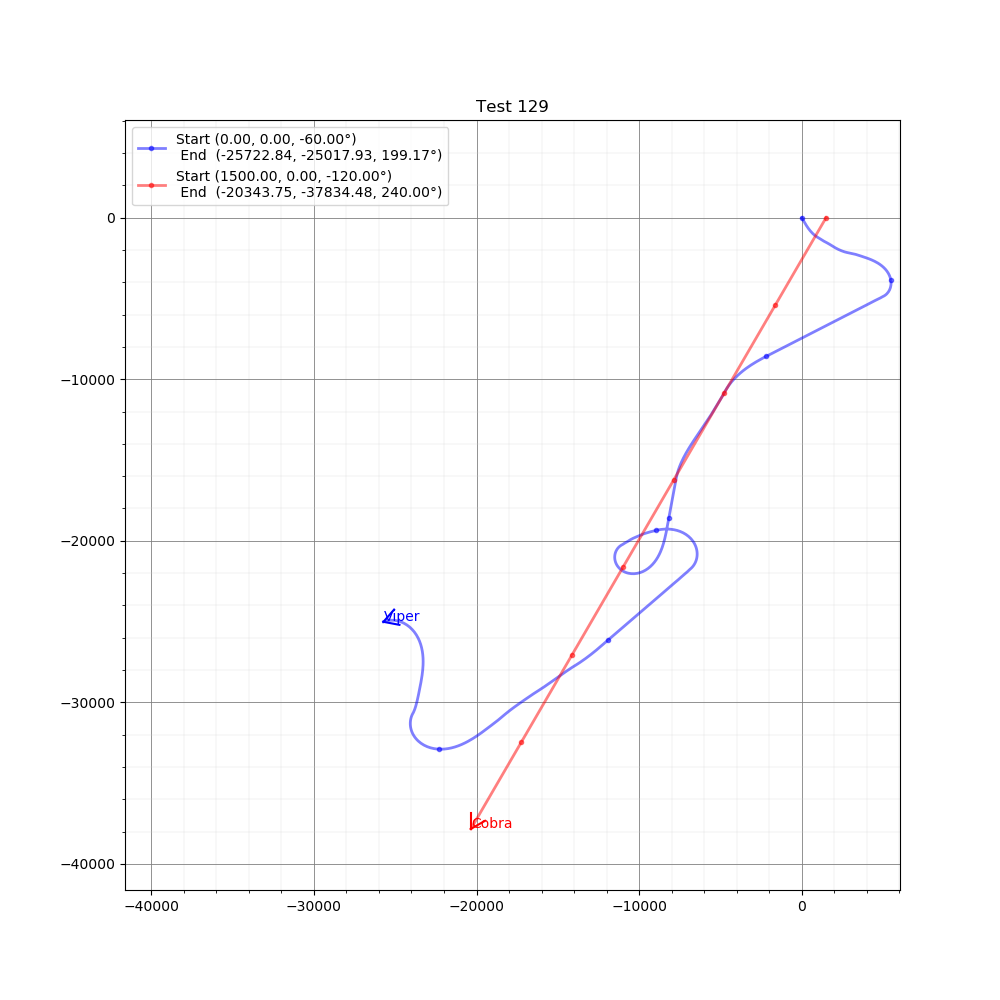 Test 129
Start (0.00, 0.00, -60.00°)
End  (-25722.84, -25017.93, 199.17°)
Start (1500.00, 0.00, -120.00°)
End  (-20343.75, -37834.48, 240.00°)
0
−10000
−20000
−30000
−40000
Viper
Cobra
−40000
−30000
−20000
−10000
0